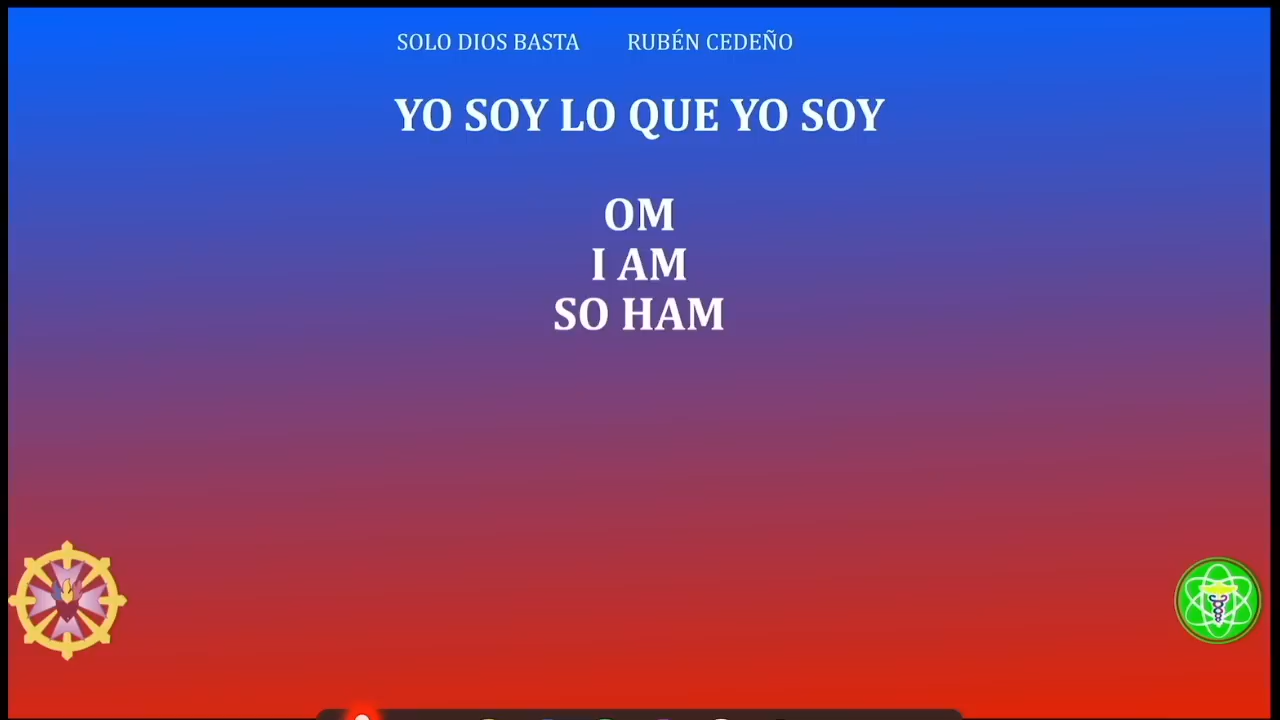 SOLO DIOS BASTA RUBÉN CEDEÑO
YO SOY LO QUE YO SOY
OM
I AM
SO HAM